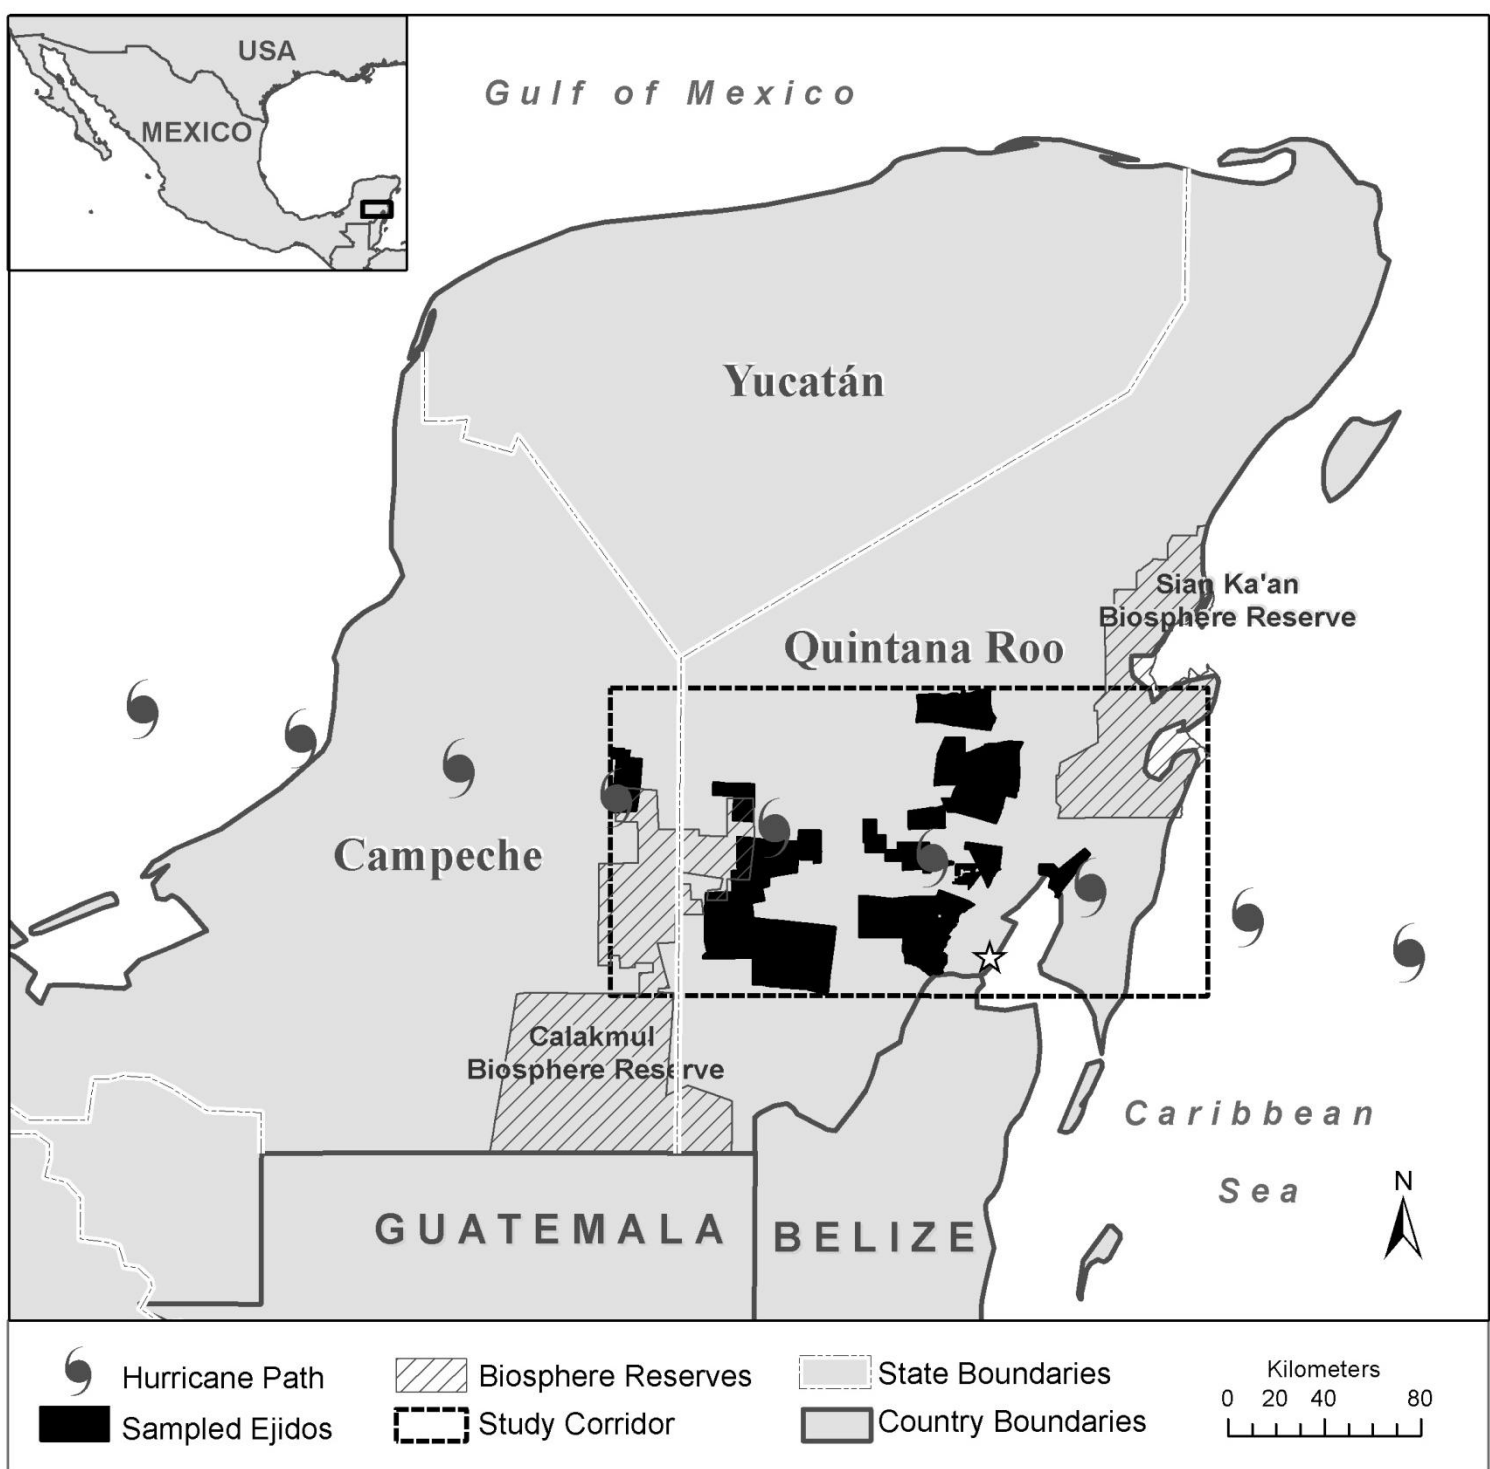 USA
MEXICO
Gulf of Mexico
Yucatán
Sian Ka'an
Biosphere Reserve
Quintana Roo
Campeche
Calakmul
Biosphere Reserve
Caribbean
Sea
N
GUATEMALA
BELIZE
Hurricane Path
Biosphere Reserves
State Boundaries
Sampled Ejidos
Study Corridor
Country Boundaries
Kilometers
0 20 40 80